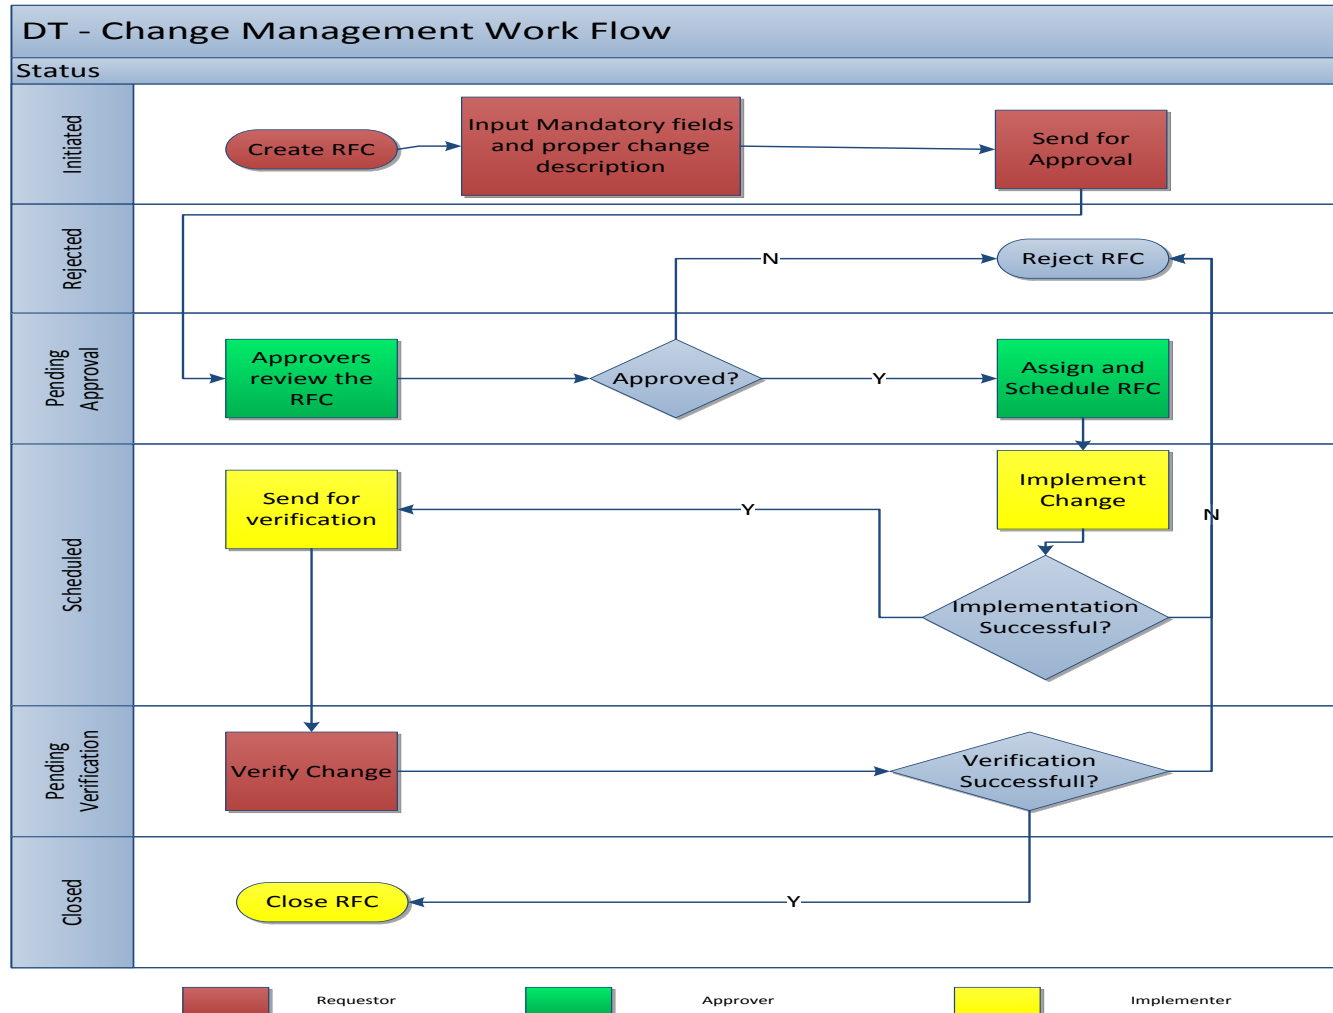 DT - Change Management Work Flow
Status
Initiated
Create RFC
Input Mandatory fields
and proper change
description
Send for
Approval
Rejected
N
Reject RFC
Pending
Approval
Approvers
review the
RFC
Approved?
Y
Assign and
Schedule RFC
Scheduled
Send for
verification
Y
Implement
Change
N
Implementation
Successful?
Pending
Verification
Verify Change
Verification
Successfull?
Closed
Close RFC
Y
Requestor
Approver
Implementer